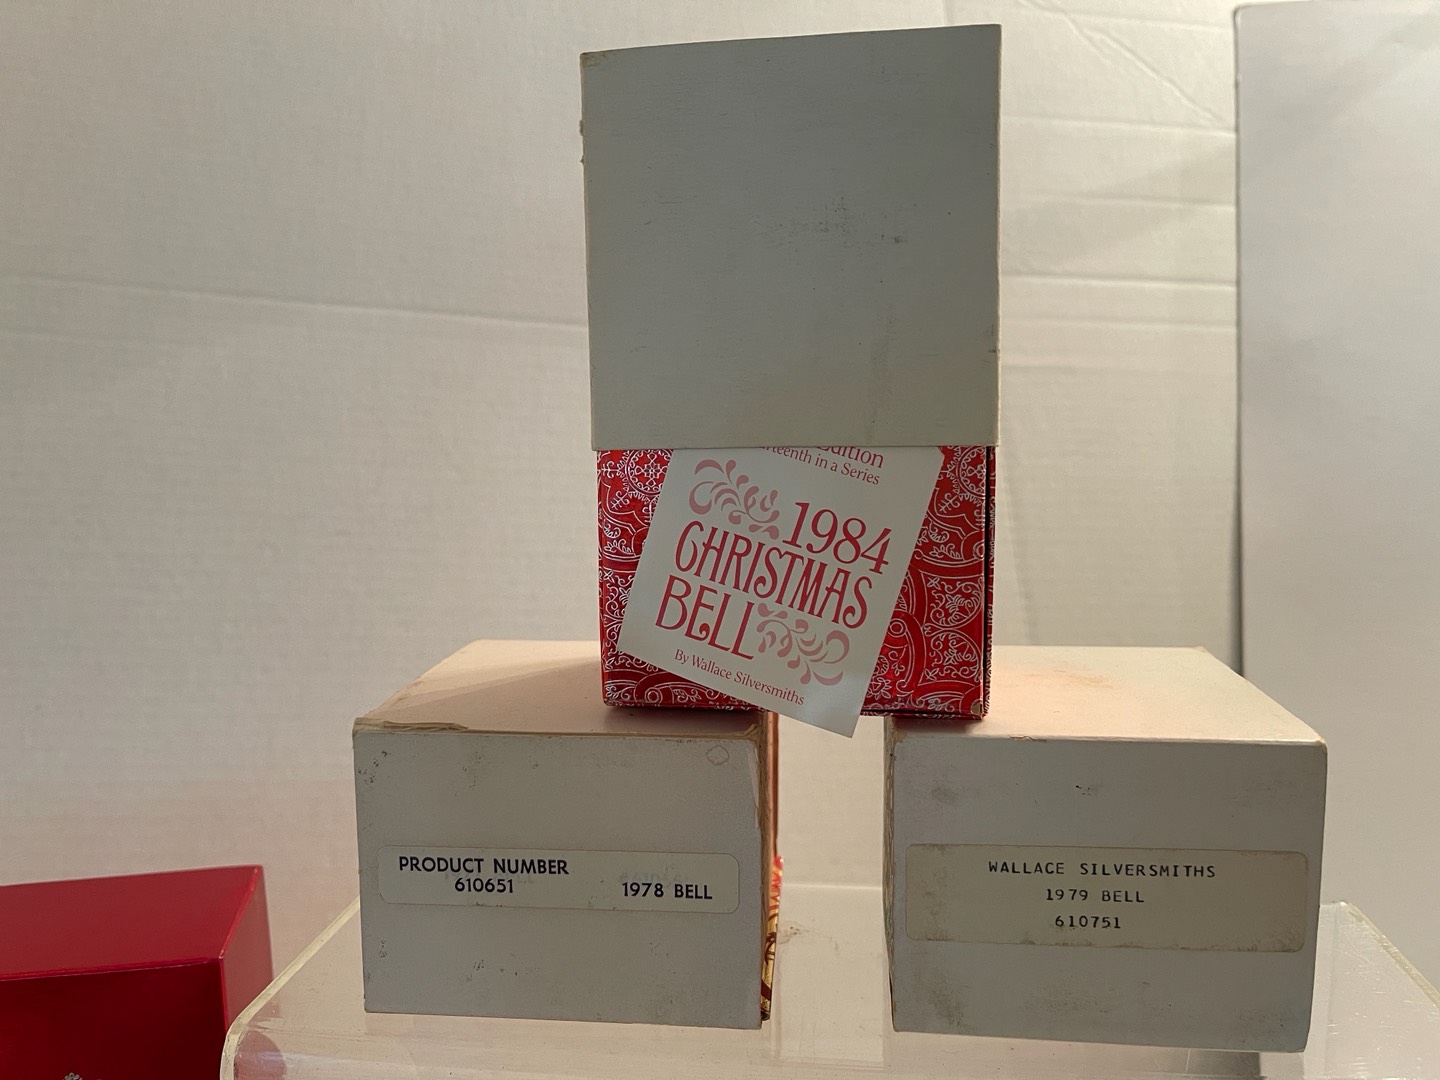 Edition
in a Series
1984
CHRISTMAS
BELL
By Wallace Silversmiths
PRODUCT NUMBER
610651
1978 BELL
WALLACE SILVERSMITHS
1979 BELL
610751